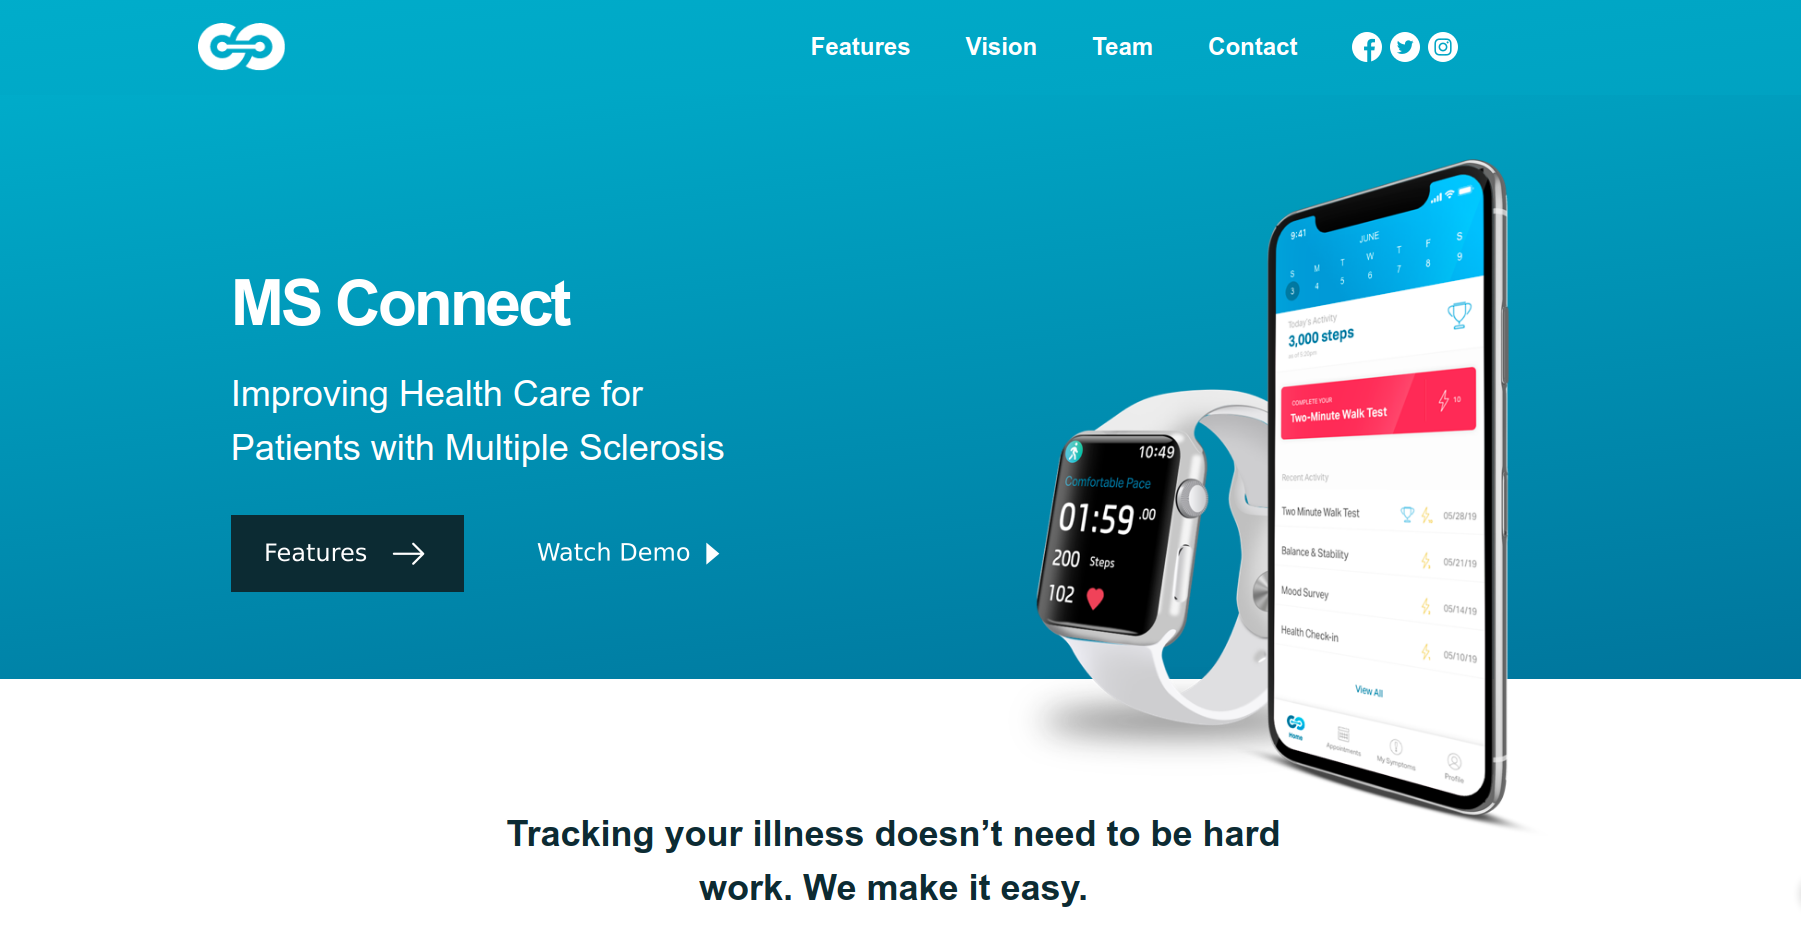 Features Vision Team Contact
MS Connect
Improving Health Care for
Patients with Multiple Sclerosis
Features
Watch Demo
10:49
Comfortable Pace
01:59.00
200 Steps
102
9:41
JUNE
S M T W T F S
3 4 5 6 7 8 9
Today's Activity
3,000 steps
COMPLETE YOUR
Two-Minute Walk Test
10
Recent Activity
Two Minute Walk Test 05/28/19
Balance & Stability 05/21/19
Mood Survey 05/14/19
Health Check-in 05/10/19
View All
Home Appointments My Symptoms Profile
Tracking your illness doesn’t need to be hard
work. We make it easy.